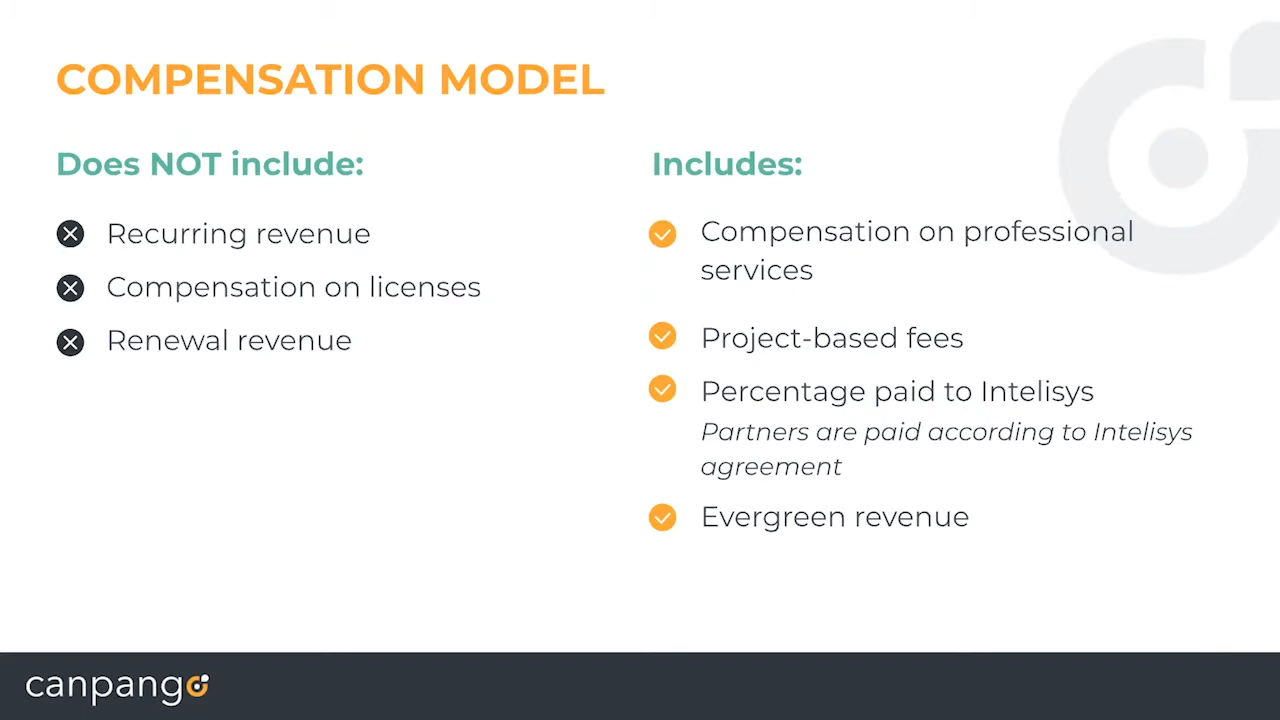 COMPENSATION MODEL
Does NOT include:
Recurring revenue
Compensation on licenses
Renewal revenue
Includes:
Compensation on professional
services
Project-based fees
Percentage paid to Intelisys
Partners are paid according to Intelisys
agreement
Evergreen revenue
canpango